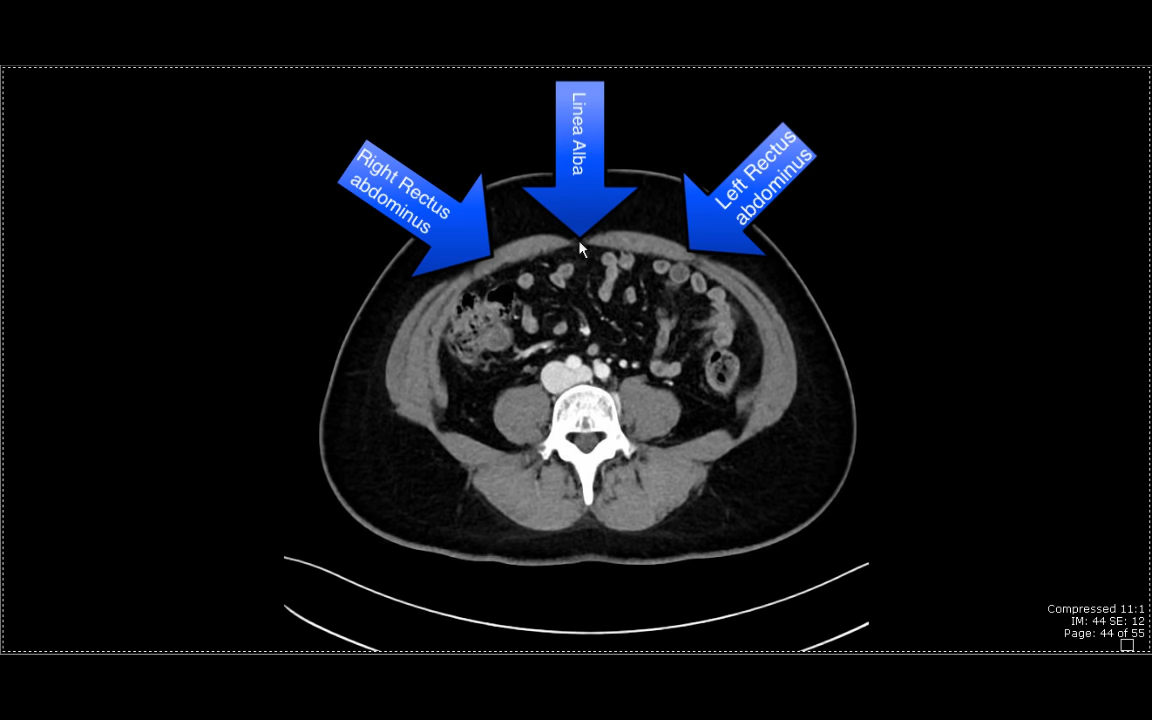 Linea Alba
Right Rectus
abdominus
Left Rectus
abdominus
Compressed 11:1
IM: 44 SE: 12
Page: 44 of 55